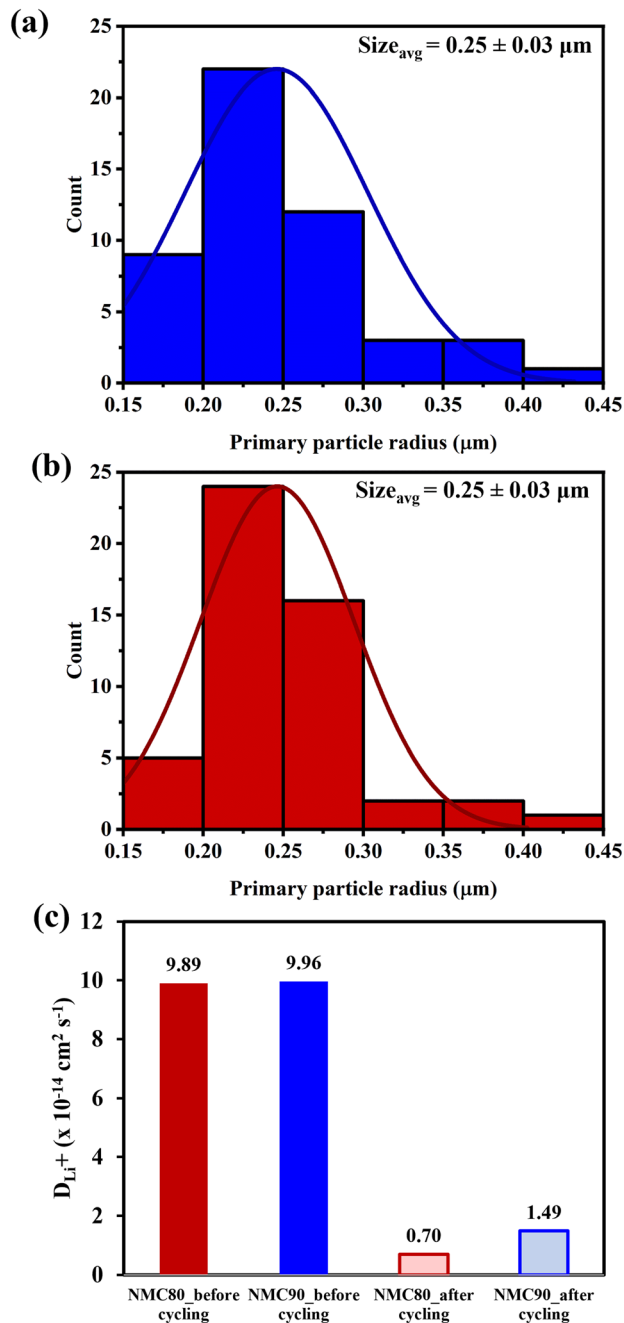 (a)
Size_avg = 0.25 ± 0.03 μm
25
20
15
10
5
0
Count
0.15 0.20 0.25 0.30 0.35 0.40 0.45
Primary particle radius (μm)
(b)
Size_avg = 0.25 ± 0.03 μm
25
20
15
10
5
0
Count
0.15 0.20 0.25 0.30 0.35 0.40 0.45
Primary particle radius (μm)
(c)
12
10
8
6
4
2
0
D_Li+ (x 10⁻¹⁴ cm² s⁻¹)
9.89
9.96
0.70
1.49
NMC80_before NMC90_before NMC80_after NMC90_after
cycling cycling cycling cycling